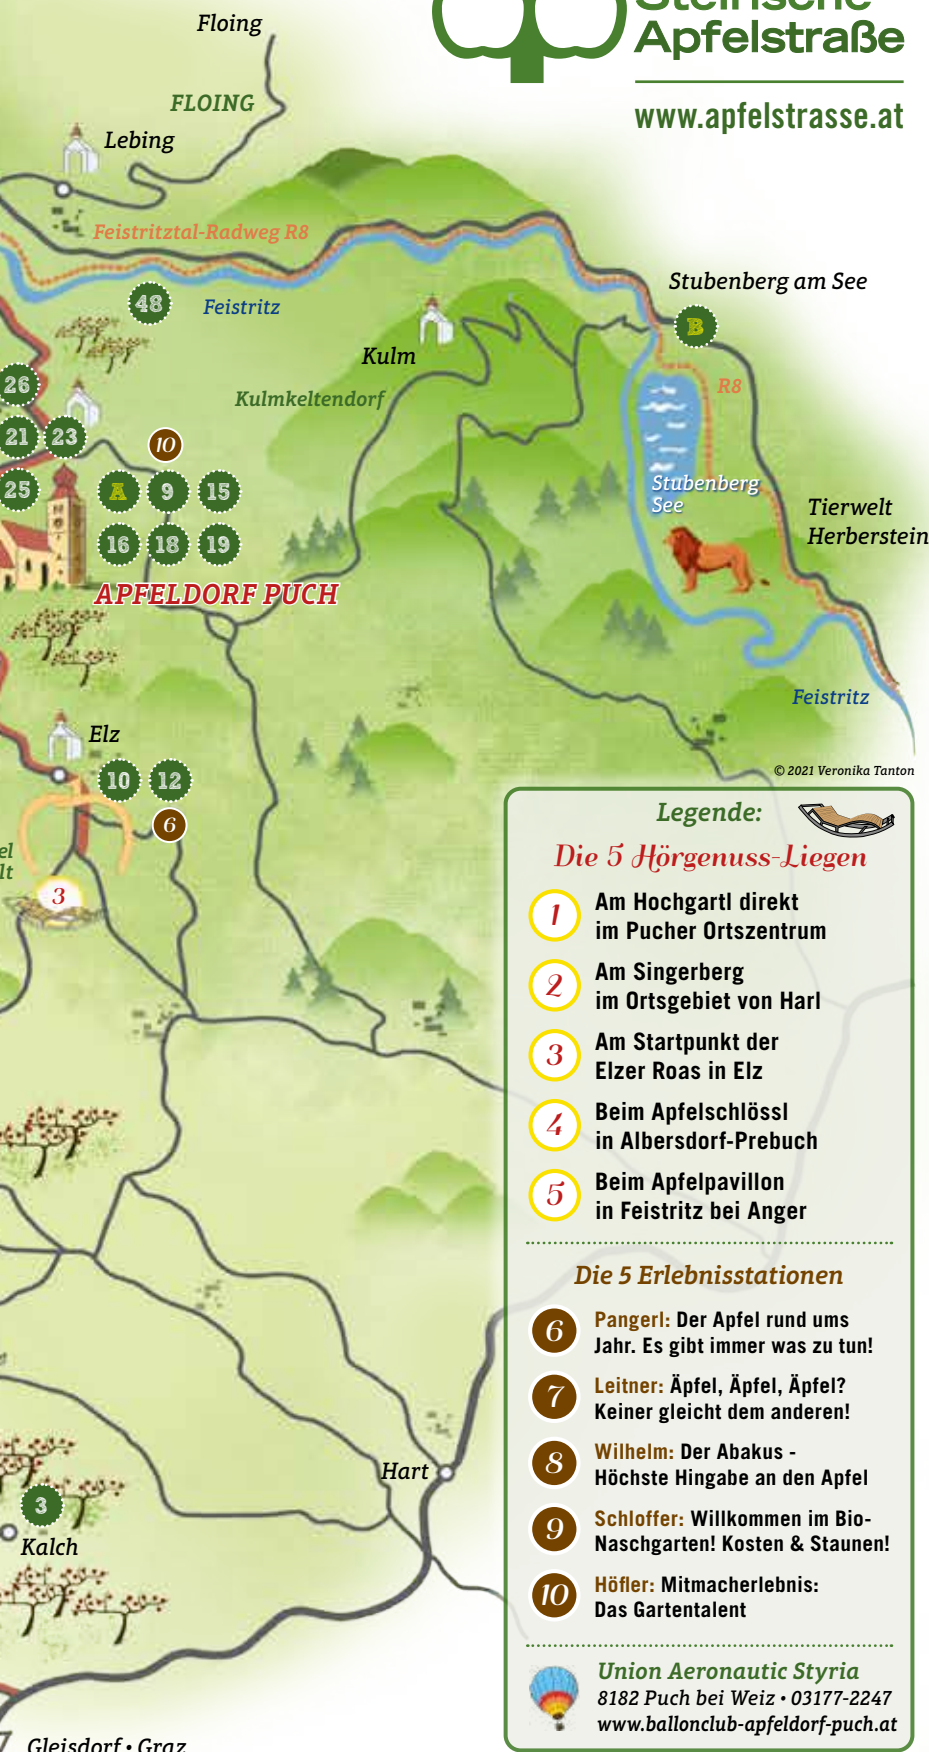 Steirische
Apfelstraße
www.apfelstrasse.at
Floing
FLOING
Lebing
Feistritztal-Radweg R8
48
Feistritz
Stubenberg am See
B
Kulm
Kulmkeltendorf
R8
26
21 23
10
25
A 9 15
Stubenberg
See
Tierwelt
Herberstein
16 18 19
APFELDORF PUCH
Feistritz
Elz
10 12
6
el
lt
3
© 2021 Veronika Tanton
Legende:
Die 5 Hörgenuss-Liegen
1 Am Hochgartl direkt
im Pucher Ortszentrum
2 Am Singerberg
im Ortsgebiet von Harl
3 Am Startpunkt der
Elzer Roas in Elz
4 Beim Apfelschlössl
in Albersdorf-Prebuch
5 Beim Apfelpavillon
in Feistritz bei Anger
Die 5 Erlebnisstationen
6 Pangerl: Der Apfel rund ums
Jahr. Es gibt immer was zu tun!
7 Leitner: Äpfel, Äpfel, Äpfel?
Keiner gleicht dem anderen!
8 Wilhelm: Der Abakus -
Höchste Hingabe an den Apfel
9 Schloffer: Willkommen im Bio-
Naschgarten! Kosten & Staunen!
10 Höfler: Mitmacherlebnis:
Das Gartentalent
Union Aeronautic Styria
8182 Puch bei Weiz • 03177-2247
www.ballonclub-apfeldorf-puch.at
Hart
3
Kalch
Gleisdorf • Graz